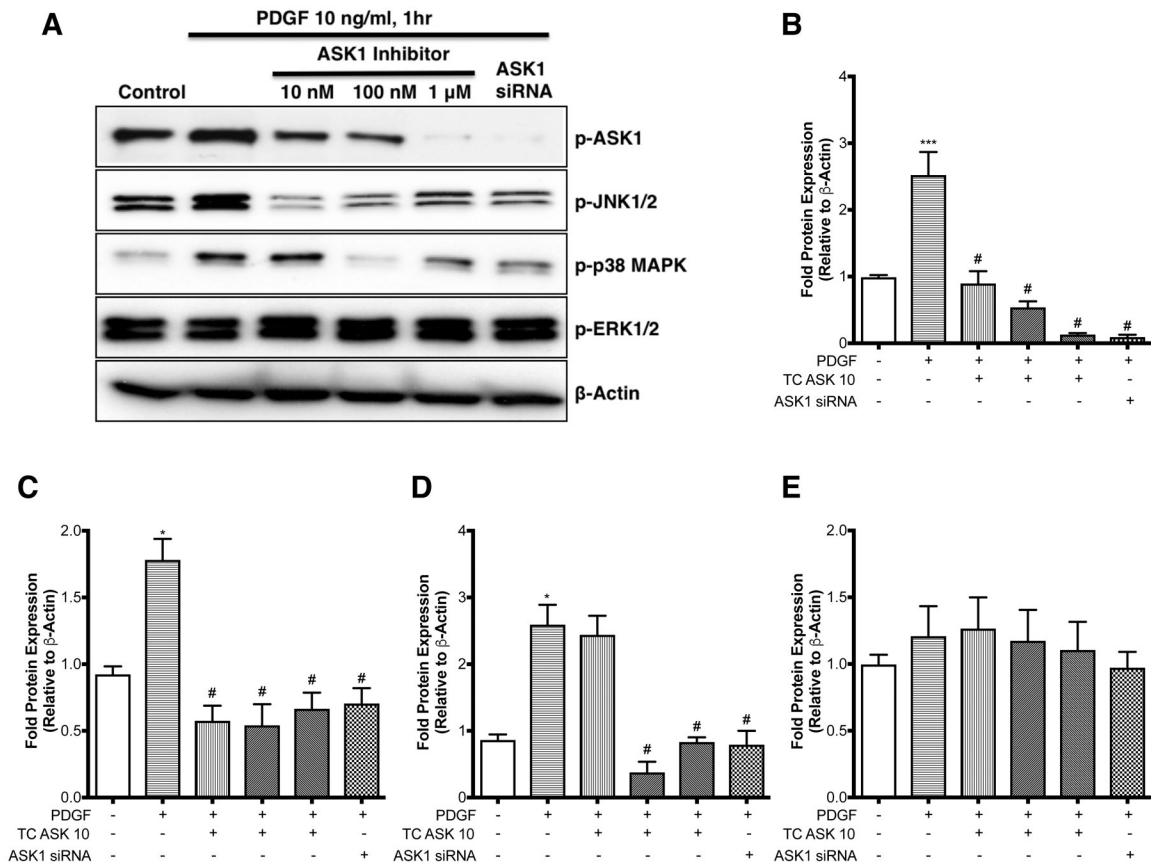 A
PDGF 10 ng/ml, 1hr
ASK1 Inhibitor
Control 10 nM 100 nM 1 µM ASK1 siRNA
p-ASK1
p-JNK1/2
p-p38 MAPK
p-ERK1/2
β-Actin
B
Fold Protein Expression
(Relative to β-Actin)
4
3
2
1
0
***
# # # #
PDGF - + + + + +
TC ASK 10 - - + + + -
ASK1 siRNA - - - - - +
C
Fold Protein Expression
(Relative to β-Actin)
2.0
1.5
1.0
0.5
0.0
*
# # # #
PDGF - + + + + +
TC ASK 10 - - + + + -
ASK1 siRNA - - - - - +
D
Fold Protein Expression
(Relative to β-Actin)
4
3
2
1
0
*
# # #
PDGF - + + + + +
TC ASK 10 - - + + + -
ASK1 siRNA - - - - - +
E
Fold Protein Expression
(Relative to β-Actin)
2.0
1.5
1.0
0.5
0.0
PDGF - + + + + +
TC ASK 10 - - + + + -
ASK1 siRNA - - - - - +